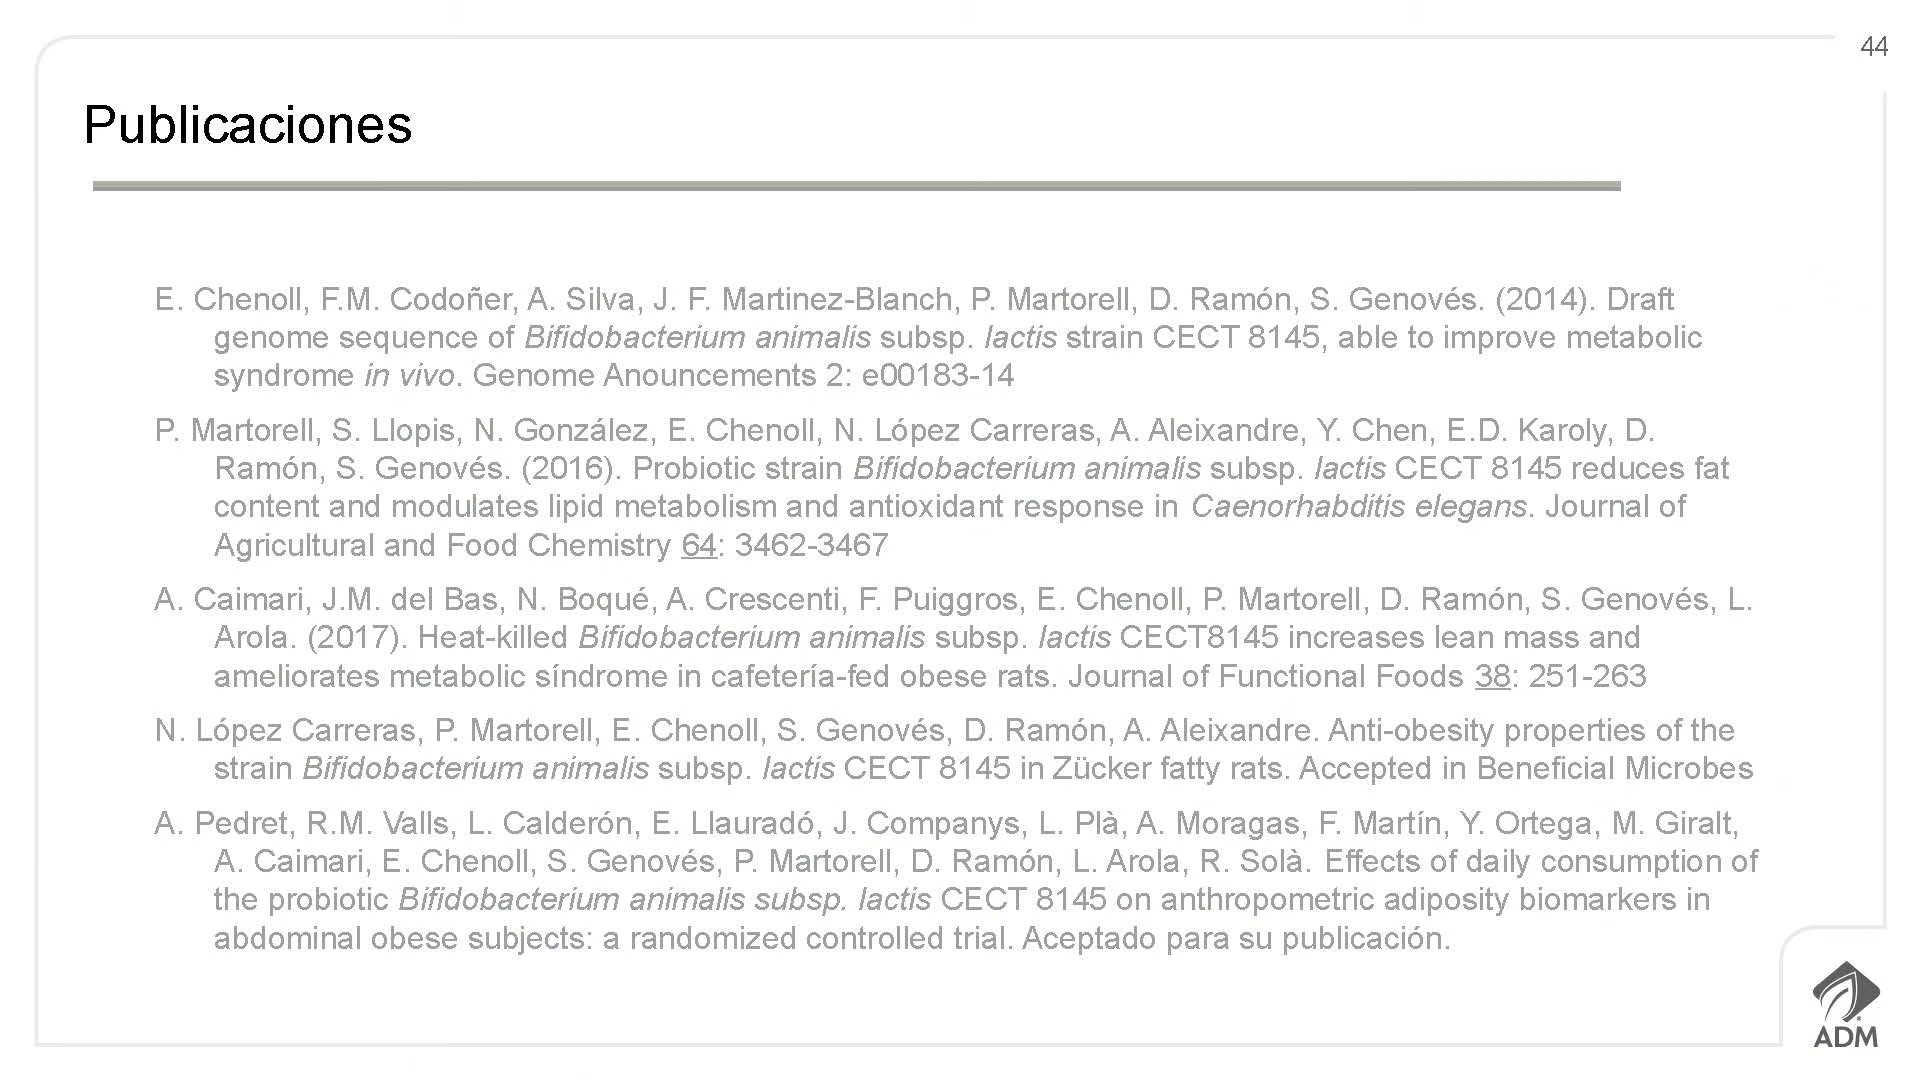 44
Publicaciones
E. Chenoll, F.M. Codoñer, A. Silva, J. F. Martinez-Blanch, P. Martorell, D. Ramón, S. Genovés. (2014). Draft
genome sequence of Bifidobacterium animalis subsp. lactis strain CECT 8145, able to improve metabolic
syndrome in vivo. Genome Anouncements 2: e00183-14
P. Martorell, S. Llopis, N. González, E. Chenoll, N. López Carreras, A. Aleixandre, Y. Chen, E.D. Karoly, D.
Ramón, S. Genovés. (2016). Probiotic strain Bifidobacterium animalis subsp. lactis CECT 8145 reduces fat
content and modulates lipid metabolism and antioxidant response in Caenorhabditis elegans. Journal of
Agricultural and Food Chemistry 64: 3462-3467
A. Caimari, J.M. del Bas, N. Boqué, A. Crescenti, F. Puiggros, E. Chenoll, P. Martorell, D. Ramón, S. Genovés, L.
Arola. (2017). Heat-killed Bifidobacterium animalis subsp. lactis CECT8145 increases lean mass and
ameliorates metabolic síndrome in cafetería-fed obese rats. Journal of Functional Foods 38: 251-263
N. López Carreras, P. Martorell, E. Chenoll, S. Genovés, D. Ramón, A. Aleixandre. Anti-obesity properties of the
strain Bifidobacterium animalis subsp. lactis CECT 8145 in Zücker fatty rats. Accepted in Beneficial Microbes
A. Pedret, R.M. Valls, L. Calderón, E. Llauradó, J. Companys, L. Plà, A. Moragas, F. Martín, Y. Ortega, M. Giralt,
A. Caimari, E. Chenoll, S. Genovés, P. Martorell, D. Ramón, L. Arola, R. Solà. Effects of daily consumption of
the probiotic Bifidobacterium animalis subsp. lactis CECT 8145 on anthropometric adiposity biomarkers in
abdominal obese subjects: a randomized controlled trial. Aceptado para su publicación.
ADM